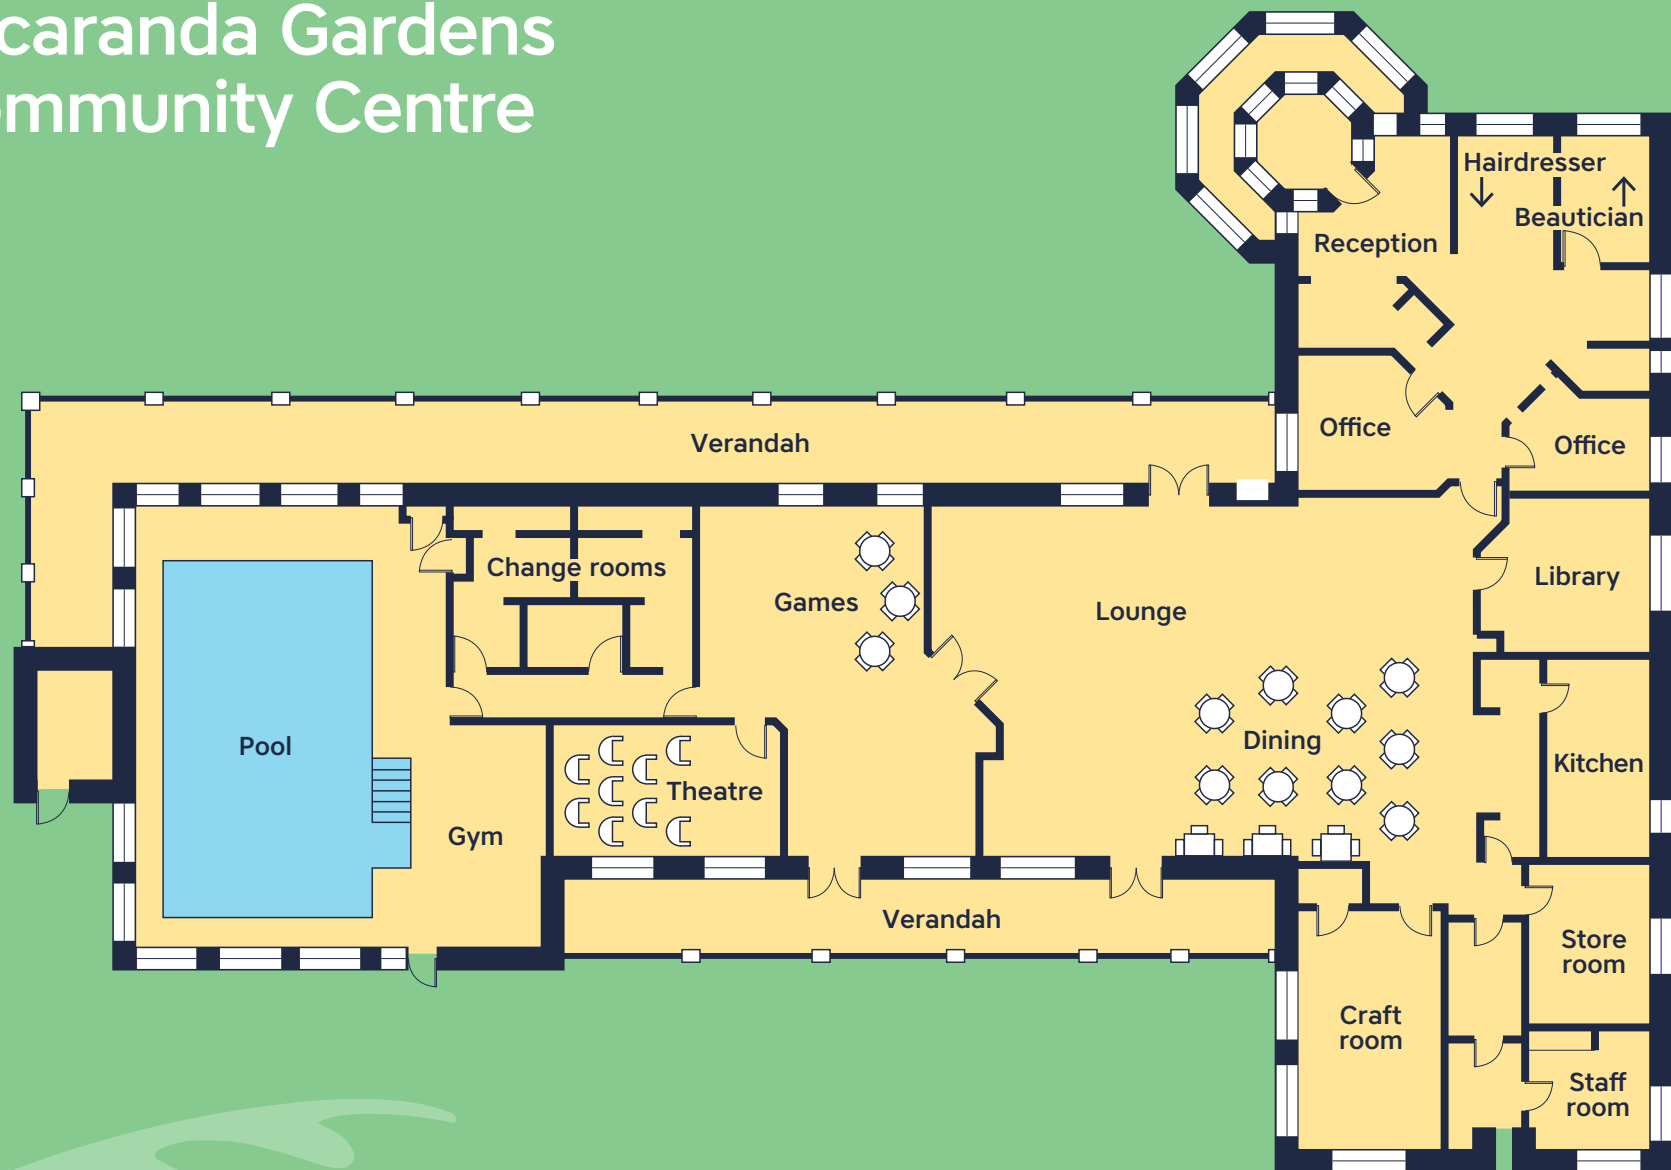 caranda Gardens
mmunity Centre
Hairdresser
Beautician
Reception
Verandah
Office
Office
Change rooms
Games
Lounge
Library
Pool
Dining
Kitchen
Theatre
Gym
Verandah
Store
room
Craft
room
Staff
room